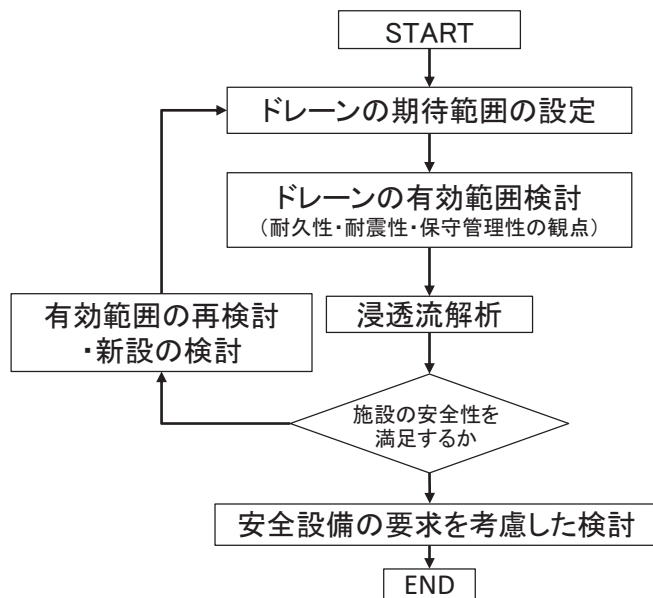 START
ドレーンの期待範囲の設定
ドレーンの有効範囲検討
（耐久性・耐震性・保守管理性の観点）
浸透流解析
有効範囲の再検討
・新設の検討
施設の安全性を
満足するか
安全設備の要求を考慮した検討
END